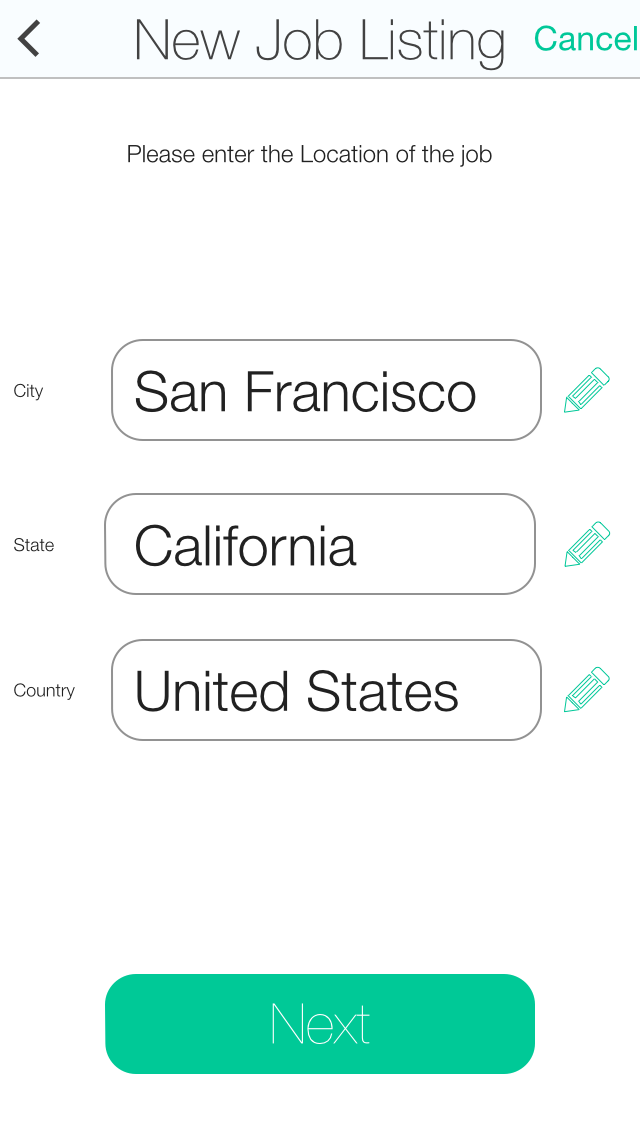 New Job Listing Cancel
Please enter the Location of the job
City San Francisco
State California
Country United States
Next